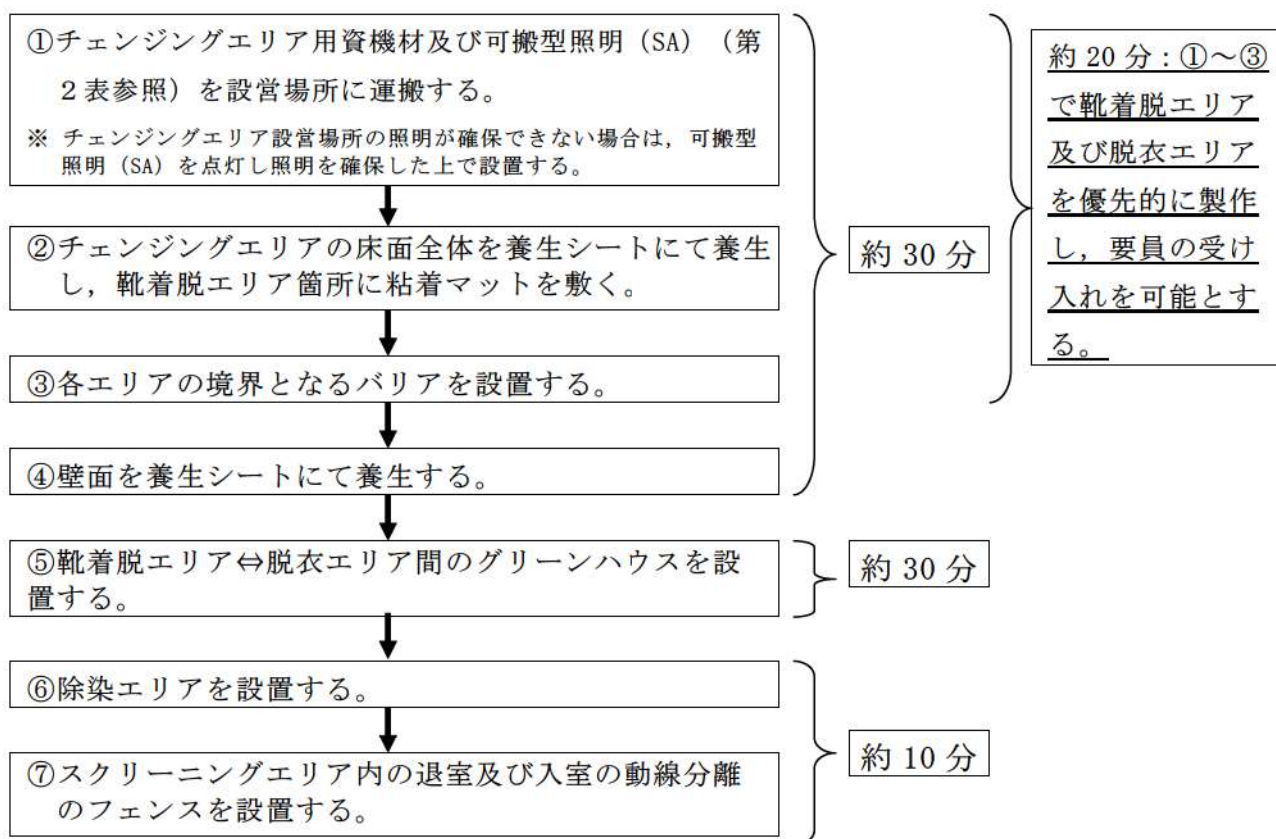 ①チェンジングエリア用資機材及び可搬型照明（SA）（第
２表参照）を設営場所に運搬する。
※ チェンジングエリア設営場所の照明が確保できない場合は，可搬型
照明（SA）を点灯し照明を確保した上で設置する。
②チェンジングエリアの床面全体を養生シートにて養生
し，靴着脱エリア箇所に粘着マットを敷く。
③各エリアの境界となるバリアを設置する。
④壁面を養生シートにて養生する。
約 30 分
約 20 分：①～③
で靴着脱エリア
及び脱衣エリア
を優先的に製作
し，要員の受け
入れを可能とす
る。
⑤靴着脱エリア⇔脱衣エリア間のグリーンハウスを設
置する。
約 30 分
⑥除染エリアを設置する。
⑦スクリーニングエリア内の退室及び入室の動線分離
のフェンスを設置する。
約 10 分